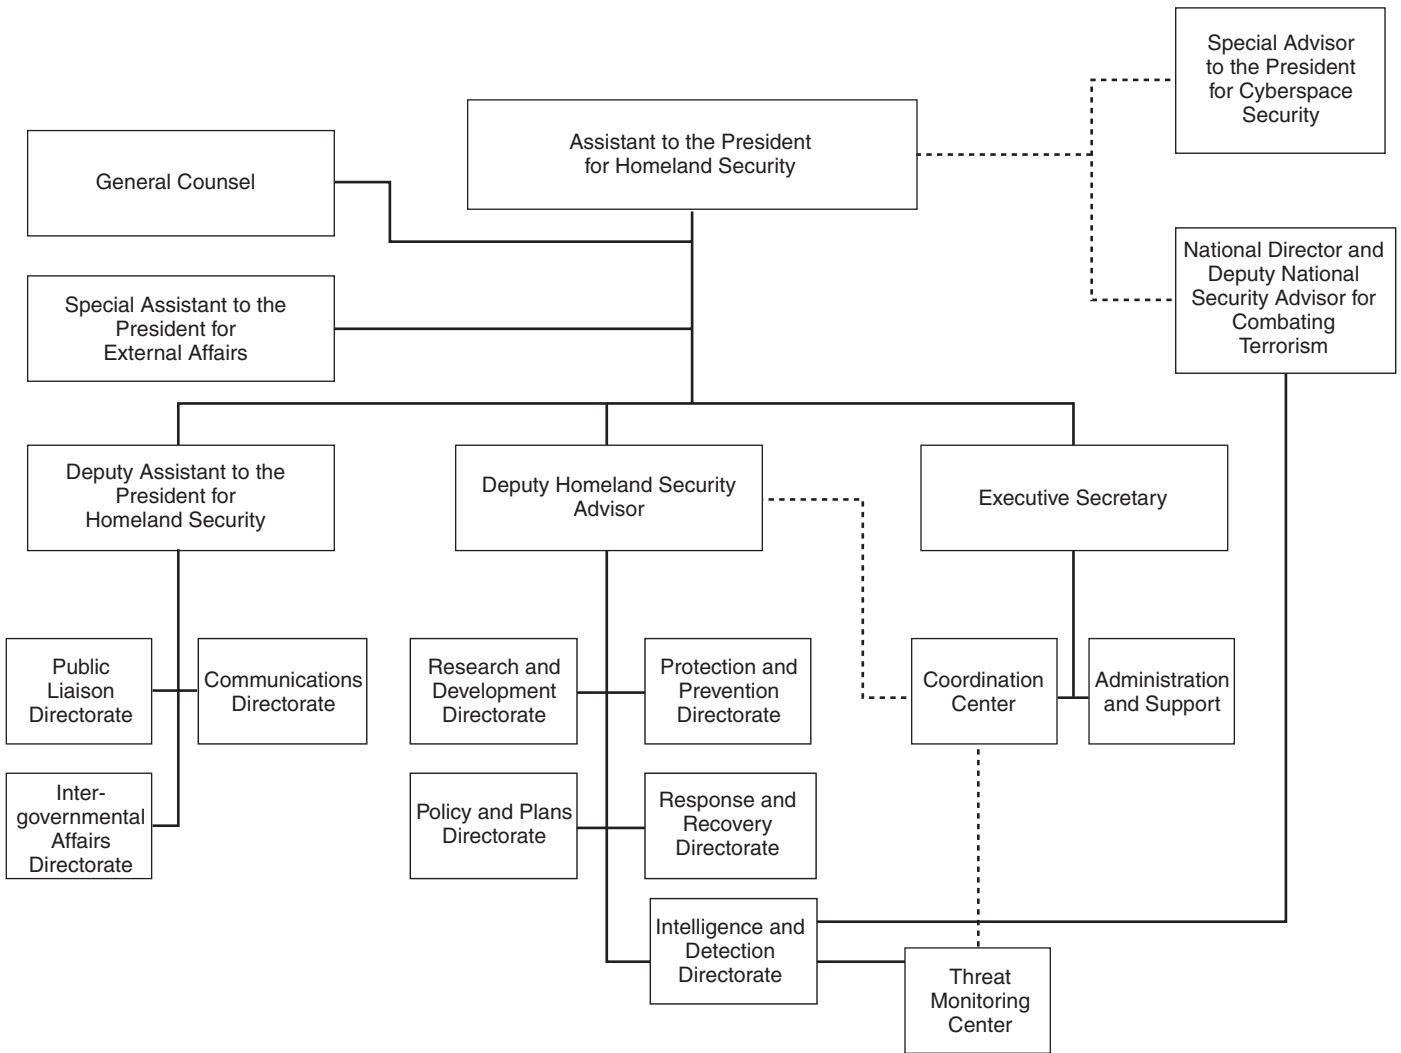 Special Advisor
to the President
for Cyberspace
Security
Assistant to the President
for Homeland Security
General Counsel
National Director and
Deputy National
Security Advisor for
Combating
Terrorism
Special Assistant to the
President for
External Affairs
Deputy Assistant to the
President for
Homeland Security
Deputy Homeland Security
Advisor
Executive Secretary
Public
Liaison
Directorate
Communications
Directorate
Research and
Development
Directorate
Protection and
Prevention
Directorate
Coordination
Center
Administration
and Support
Inter-
governmental
Affairs
Directorate
Policy and Plans
Directorate
Response and
Recovery
Directorate
Intelligence and
Detection
Directorate
Threat
Monitoring
Center